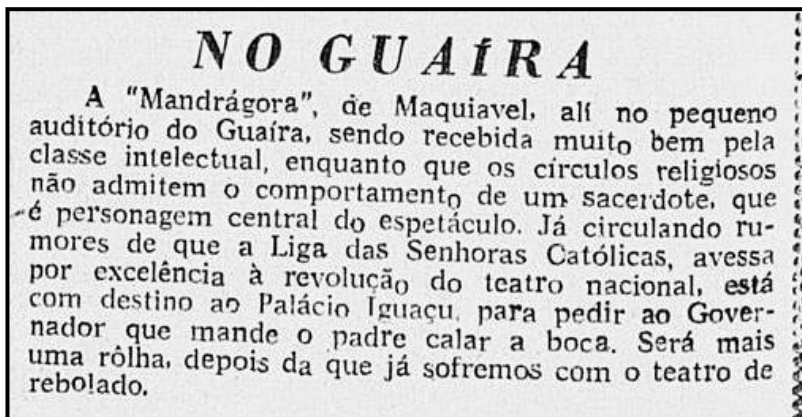 NO GUAÍRA
A "Mandrágora", de Maquiavel, alí no pequeno
auditório do Guaíra, sendo recebida muito bem pela
classe intelectual, enquanto que os círculos religiosos
não admitem o comportamento de um sacerdote, que
é personagem central do espetáculo. Já circulando ru-
mores de que a Liga das Senhoras Católicas, avessa
por excelência à revolução do teatro nacional, está
com destino ao Palácio Iguaçu, para pedir ao Gover-
nador que mande o padre calar a boca. Será mais
uma rôlha, depois da que já sofremos com o teatro de
rebolado.